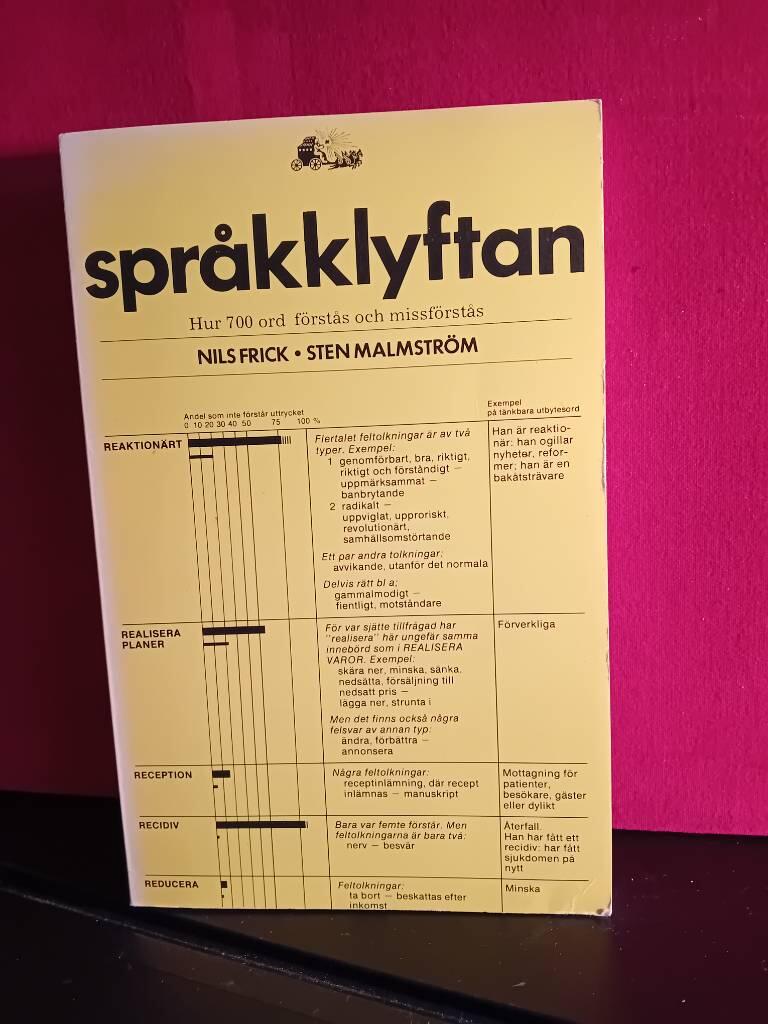 språkklyftan
Hur 700 ord förstås och missförstås
NILS FRICK • STEN MALMSTRÖM
Andel som inte förstår uttrycket
0 10 20 30 40 50 75 100 %
Exempel
på tänkbara utbytesord
REAKTIONÄRT
Flertalet feltolkningar är av två
typer. Exempel:
1 genomförbart, bra, riktigt,
riktigt och förståndigt –
uppmärksammat –
banbrytande
2 radikalt –
uppviglat, upproriskt,
revolutionärt,
samhällsomstörtande
Ett par andra tolkningar:
avvikande, utanför det normala
Delvis rätt bl a:
gammalmodigt –
fientligt, motståndare
Han är reaktio-
när: han ogillar
nyheter, refor-
mer; han är en
bakåtsträvare
REALISERA
PLANER
För var sjätte tillfrågad har
"realisera" här ungefär samma
innebörd som i REALISERA
VAROR. Exempel:
skära ner, minska, sänka,
nedsätta, försäljning till
nedsatt pris –
lägga ner, strunta i
Men det finns också några
felsvar av annan typ:
ändra, förbättra –
annonsera
Förverkliga
RECEPTION
Några feltolkningar:
receptinlämning, där recept
inlämnas – manuskript
Mottagning för
patienter,
besökare, gäster
eller dylikt
RECIDIV
Bara var femte förstår. Men
feltolkningarna är bara två:
nerv – besvär
Återfall.
Han har fått ett
recidiv: har fått
sjukdomen på
nytt
REDUCERA
Feltolkningar:
ta bort – beskattas efter
inkomst
Minska